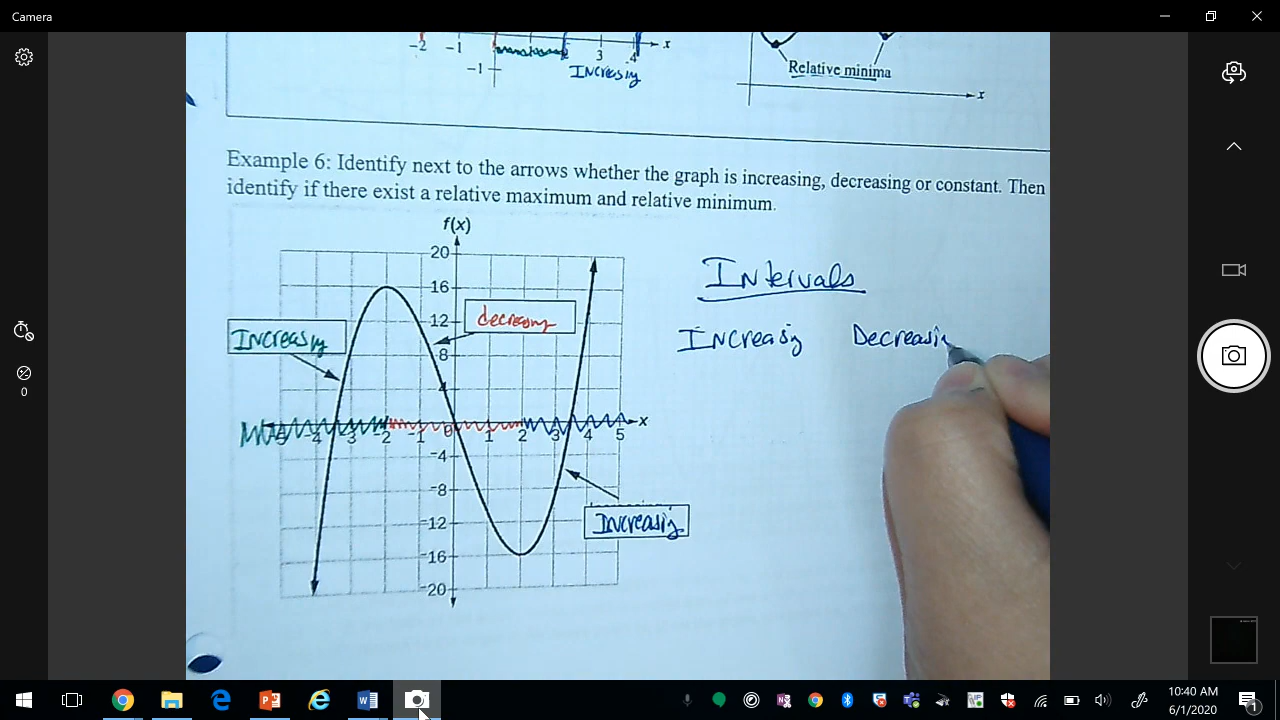 Camera
-2 -1 3 4 x
-1
Increasing
Relative minima
x
Example 6: Identify next to the arrows whether the graph is increasing, decreasing or constant. Then
identify if there exist a relative maximum and relative minimum.
f(x)
20
16
12
8
4
Increasing
decreasing
Intervals
Increasing Decreasin
-4 -3 -2 -1 0 1 2 3 4 5 x
-4
-8
-12
-16
-20
Increasing
0
10:40 AM
6/1/2020
1